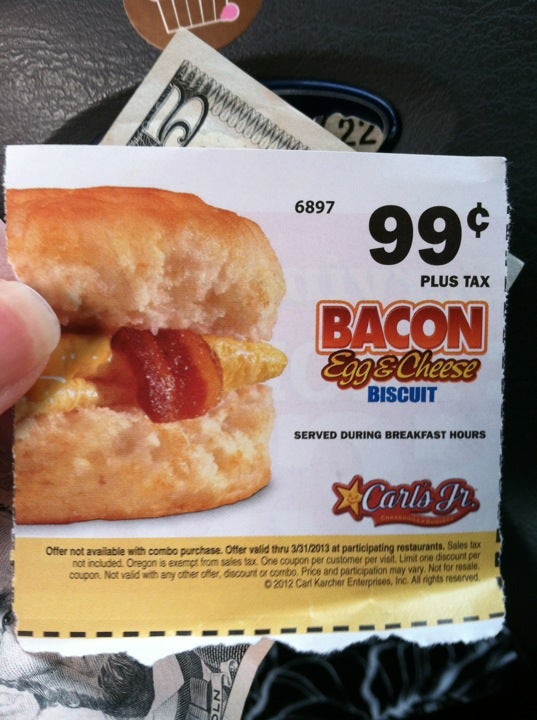 5
22
6897
99¢
PLUS TAX
BACON
Egg & Cheese
BISCUIT
SERVED DURING BREAKFAST HOURS
Carl's Jr.
Offer not available with combo purchase. Offer valid thru 3/31/2013 at participating restaurants. Sales tax
not included. Oregon is exempt from sales tax. One coupon per customer per visit. Limit one discount per
coupon. Not valid with any other offer, discount or combo. Price and participation may vary. Not for resale.
© 2012 Carl Karcher Enterprises, Inc. All rights reserved.
OLN